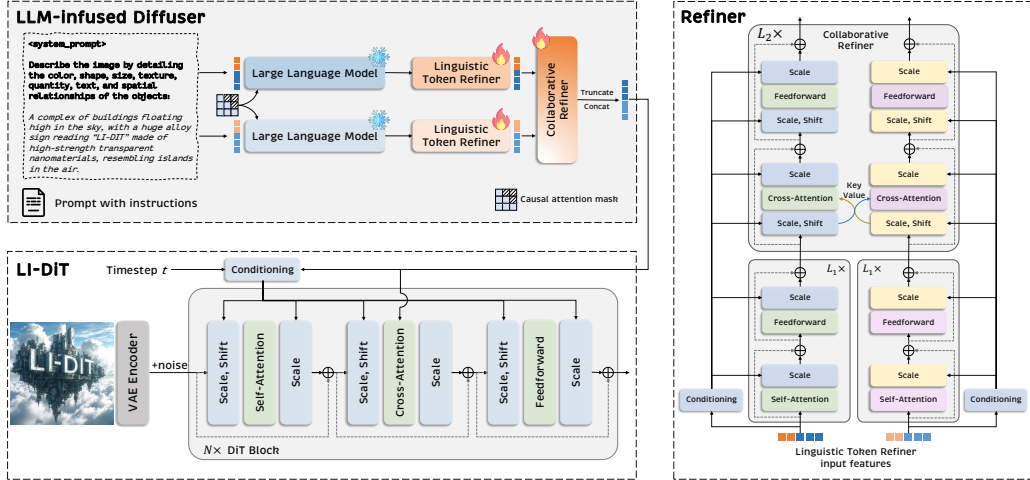 LLM-infused Diffuser
<system_prompt>
Describe the image by detailing
the color, shape, size, texture,
quantity, text, and spatial
relationships of the objects:
A complex of buildings floating
high in the sky, with a huge alloy
sign reading "LI-DIT" made of
high-strength transparent
nanomaterials, resembling islands
in the air.
Prompt with instructions
Large Language Model
Linguistic
Token Refiner
Large Language Model
Linguistic
Token Refiner
Collaborative
Refiner
Truncate
Concat
Causal attention mask
LI-DiT
Timestep t
Conditioning
LI-DIT
VAE Encoder
+noise
Scale, Shift
Self-Attention
Scale
Scale, Shift
Cross-Attention
Scale
Scale, Shift
Feedforward
Scale
N× DiT Block
Refiner
L₂×
Collaborative
Refiner
Scale
Scale
Feedforward
Feedforward
Scale, Shift
Scale, Shift
Scale
Scale
Key
Value
Cross-Attention
Cross-Attention
Scale, Shift
Scale, Shift
L₁×
L₁×
Scale
Scale
Feedforward
Feedforward
Scale
Scale
Conditioning
Self-Attention
Self-Attention
Conditioning
Linguistic Token Refiner
input features